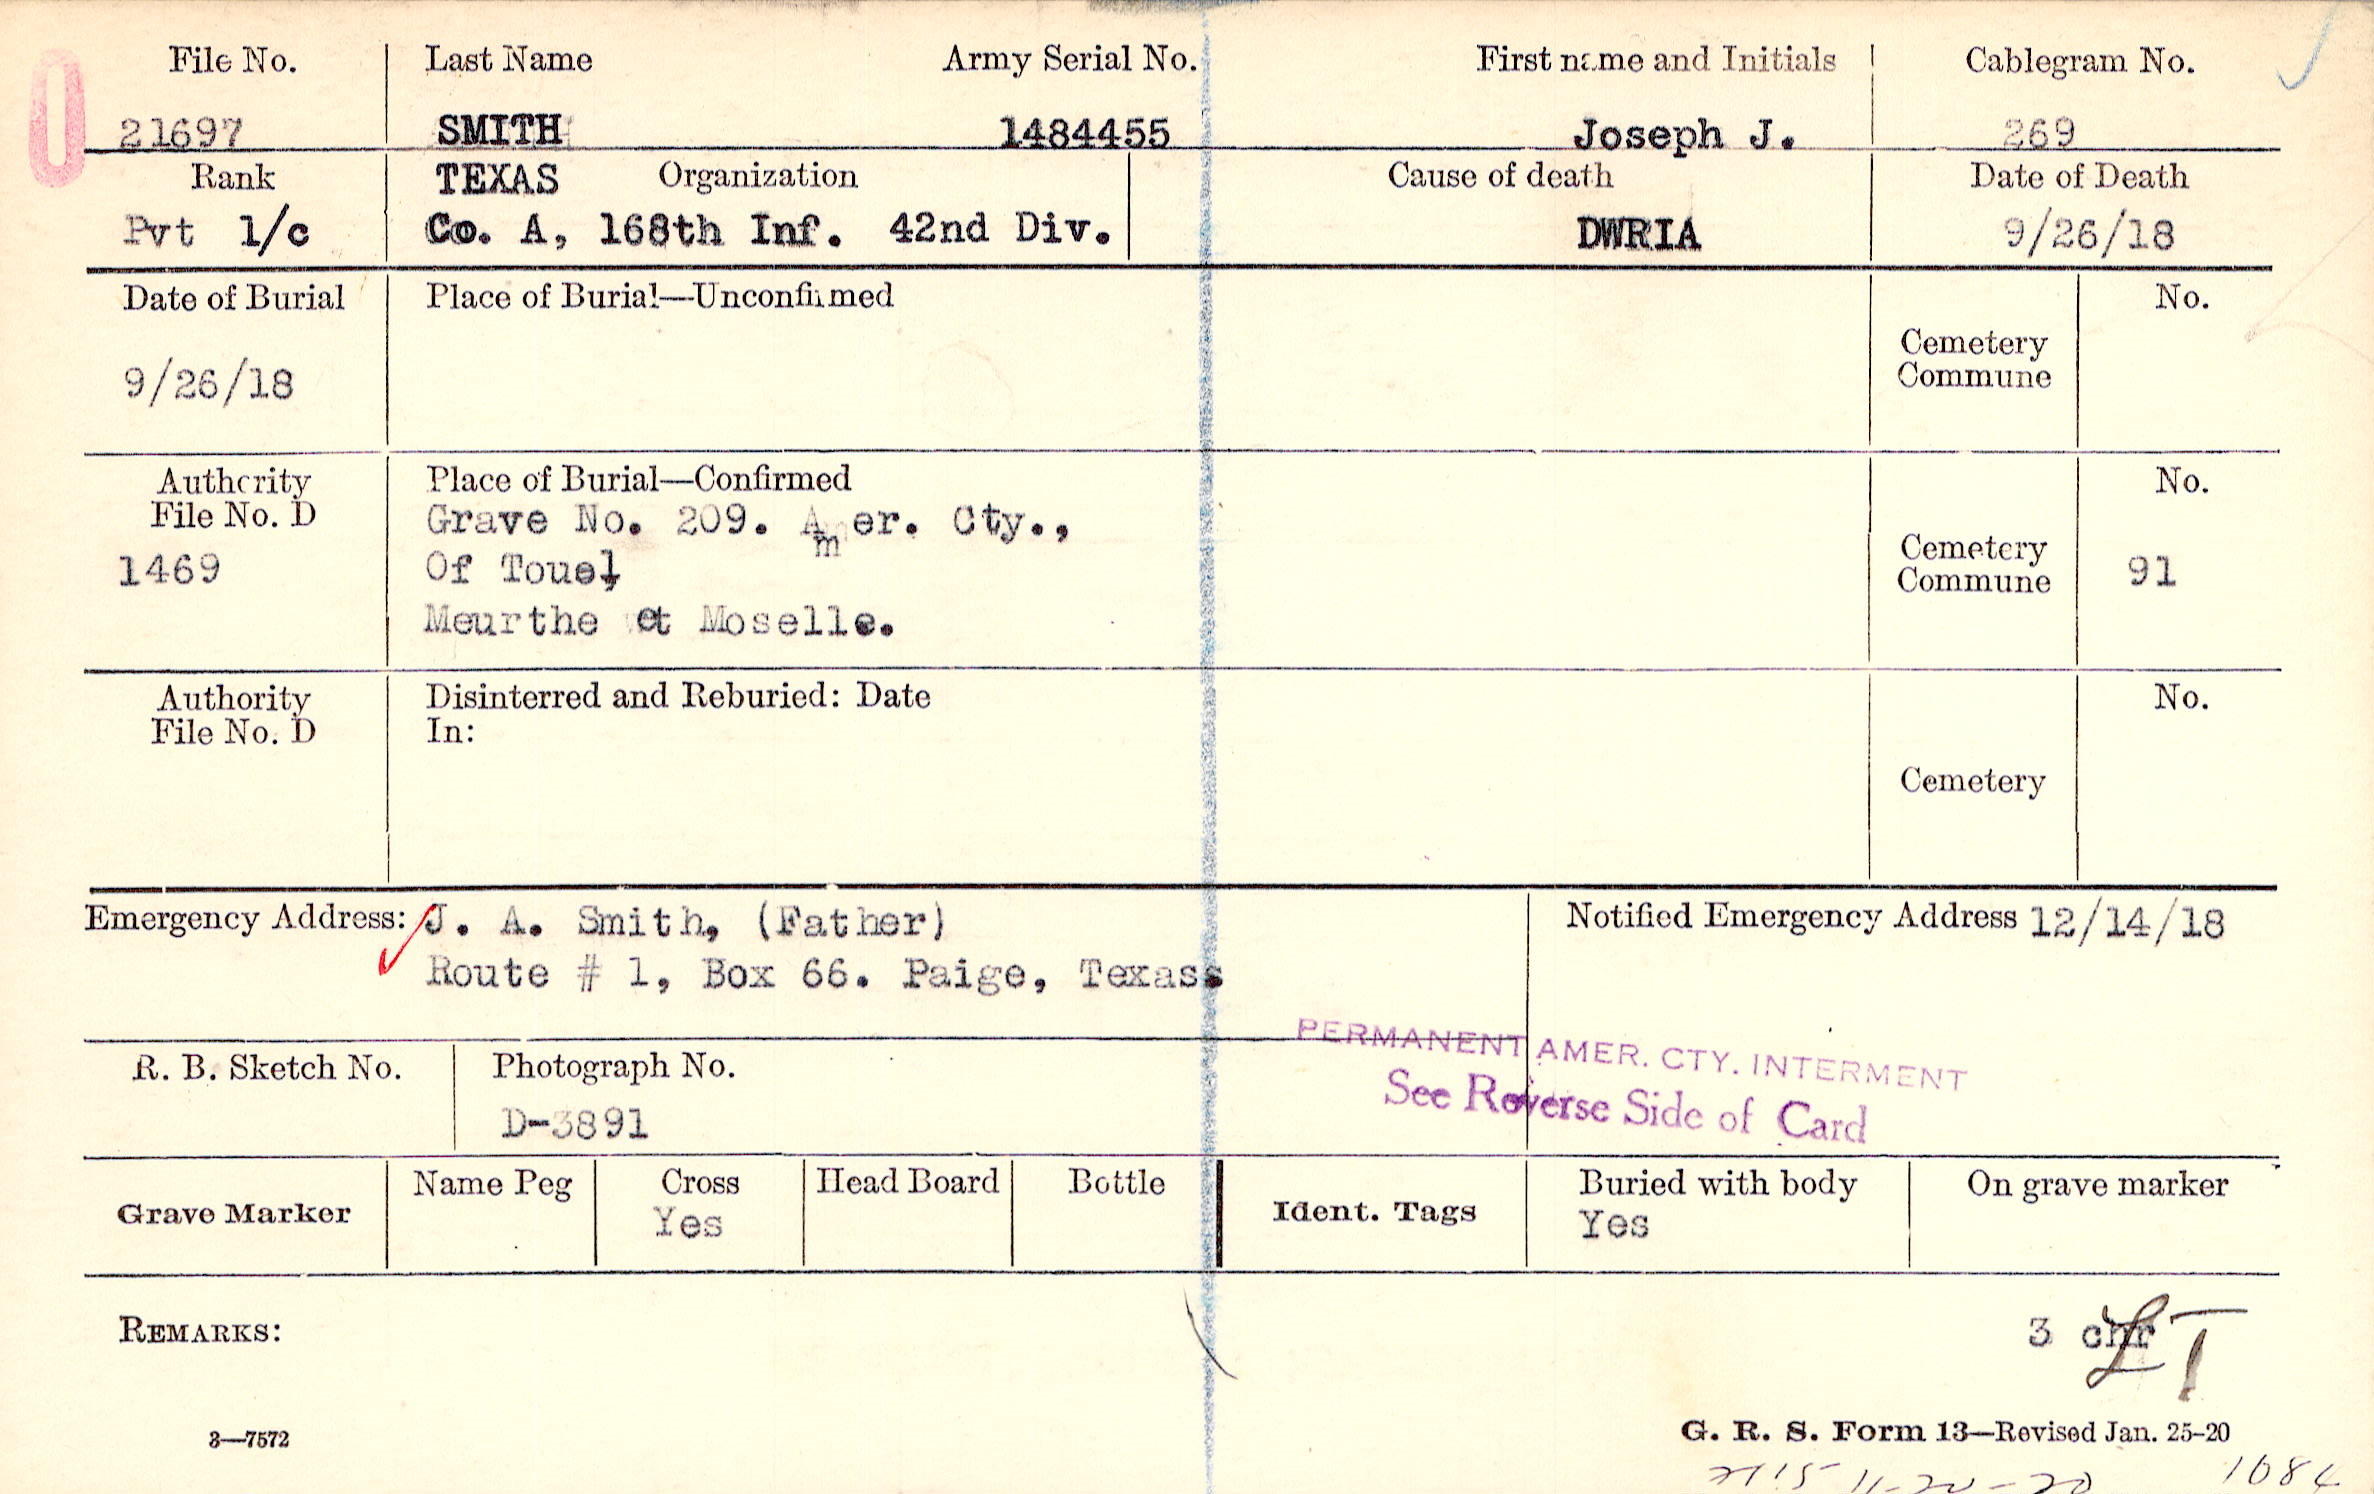 File No. Last Name Army Serial No. First name and Initials Cablegram No.
21697 SMITH 1484455 Joseph J. 269
Rank TEXAS Organization Cause of death Date of Death
Pvt 1/c Co. A, 168th Inf. 42nd Div. DWRIA 9/26/18
Date of Burial Place of Burial—Unconfirmed No.
Cemetery
Commune
9/26/18
Authority Place of Burial—Confirmed No.
File No. D Grave No. 209. Amer. Cty.,
Cemetery
1469 Of Touel, Commune 91
Meurthe et Moselle.
Authority Disinterred and Reburied: Date No.
File No. D In:
Cemetery
Emergency Address: J. A. Smith, (Father) Notified Emergency Address 12/14/18
Route # 1, Box 66. Paige, Texass
PERMANENT AMER. CTY. INTERMENT
R. B. Sketch No. Photograph No.
See Reverse Side of Card
D-3891
Grave Marker Name Peg Cross Head Board Bottle Ident. Tags Buried with body On grave marker
Yes Yes
REMARKS: 3 chr
LT
3—7572 G. R. S. Form 13—Revised Jan. 25-20
11-20-20 1084
0